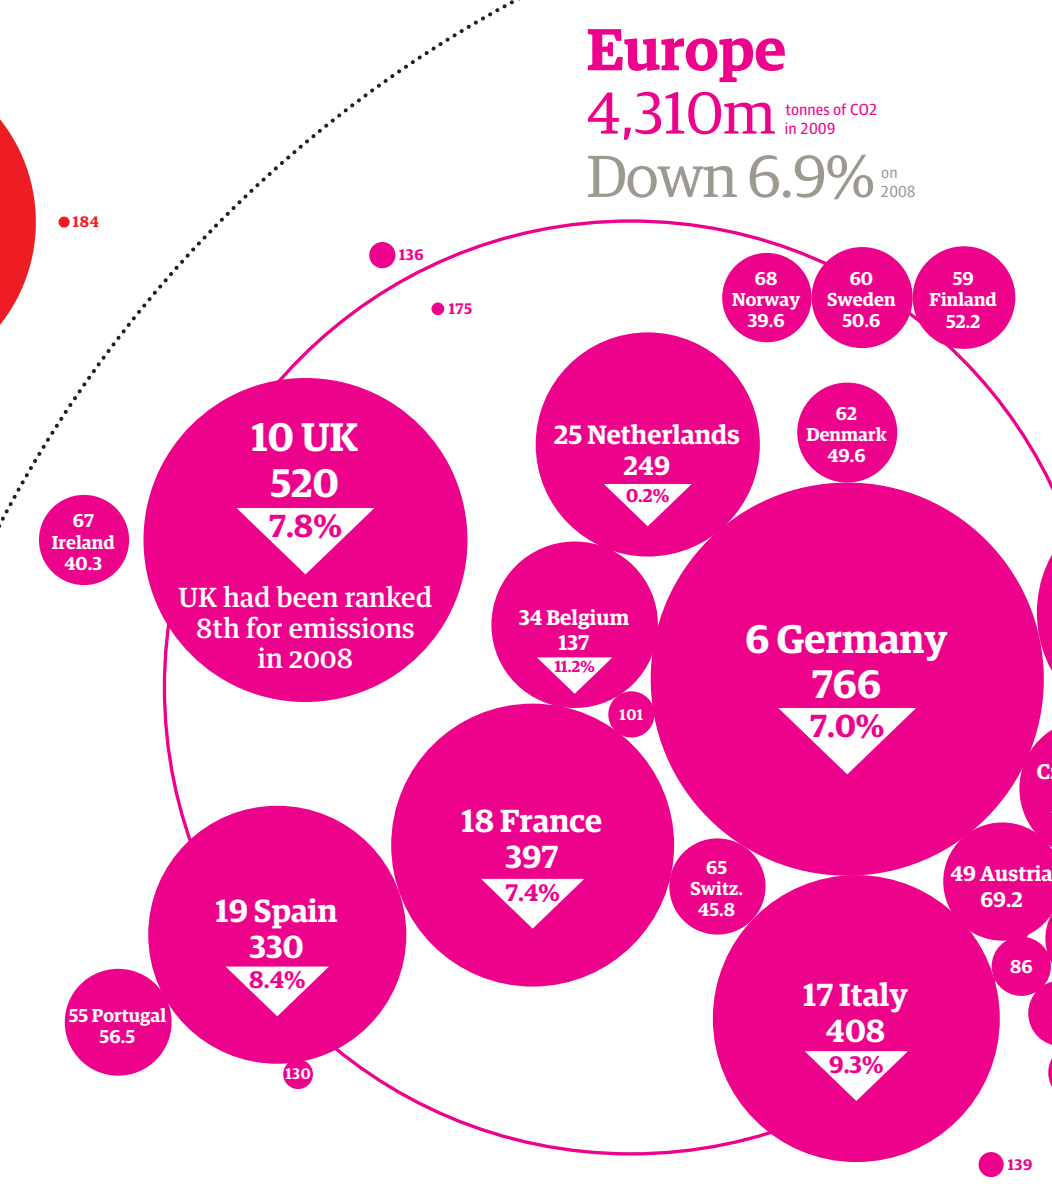 Europe
4,310m tonnes of CO2
in 2009
Down 6.9% on
2008
184
136
175
68
Norway
39.6
60
Sweden
50.6
59
Finland
52.2
10 UK
520
7.8%
UK had been ranked
8th for emissions
in 2008
25 Netherlands
249
0.2%
62
Denmark
49.6
67
Ireland
40.3
34 Belgium
137
11.2%
6 Germany
766
7.0%
101
18 France
397
7.4%
65
Switz.
45.8
49 Austria
69.2
19 Spain
330
8.4%
86
55 Portugal
56.5
17 Italy
408
9.3%
130
139